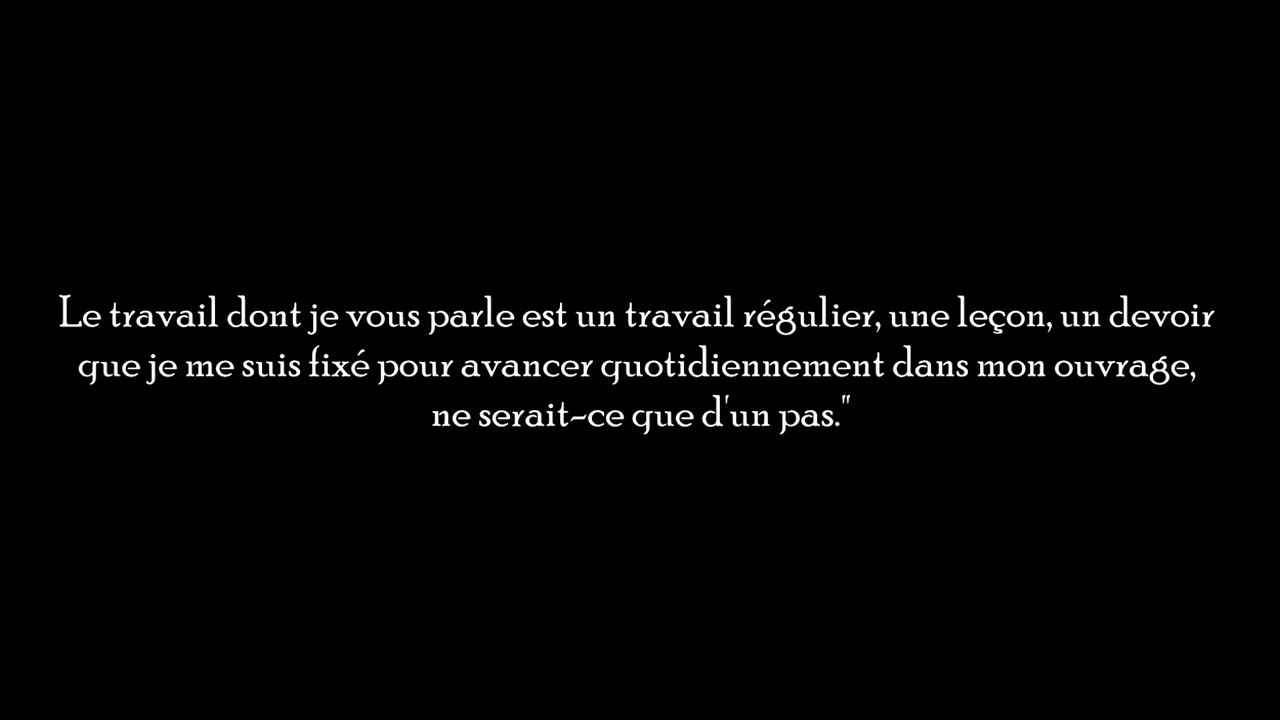 Le travail dont je vous parle est un travail régulier, une leçon, un devoir
que je me suis fixé pour avancer quotidiennement dans mon ouvrage,
ne serait-ce que d'un pas."